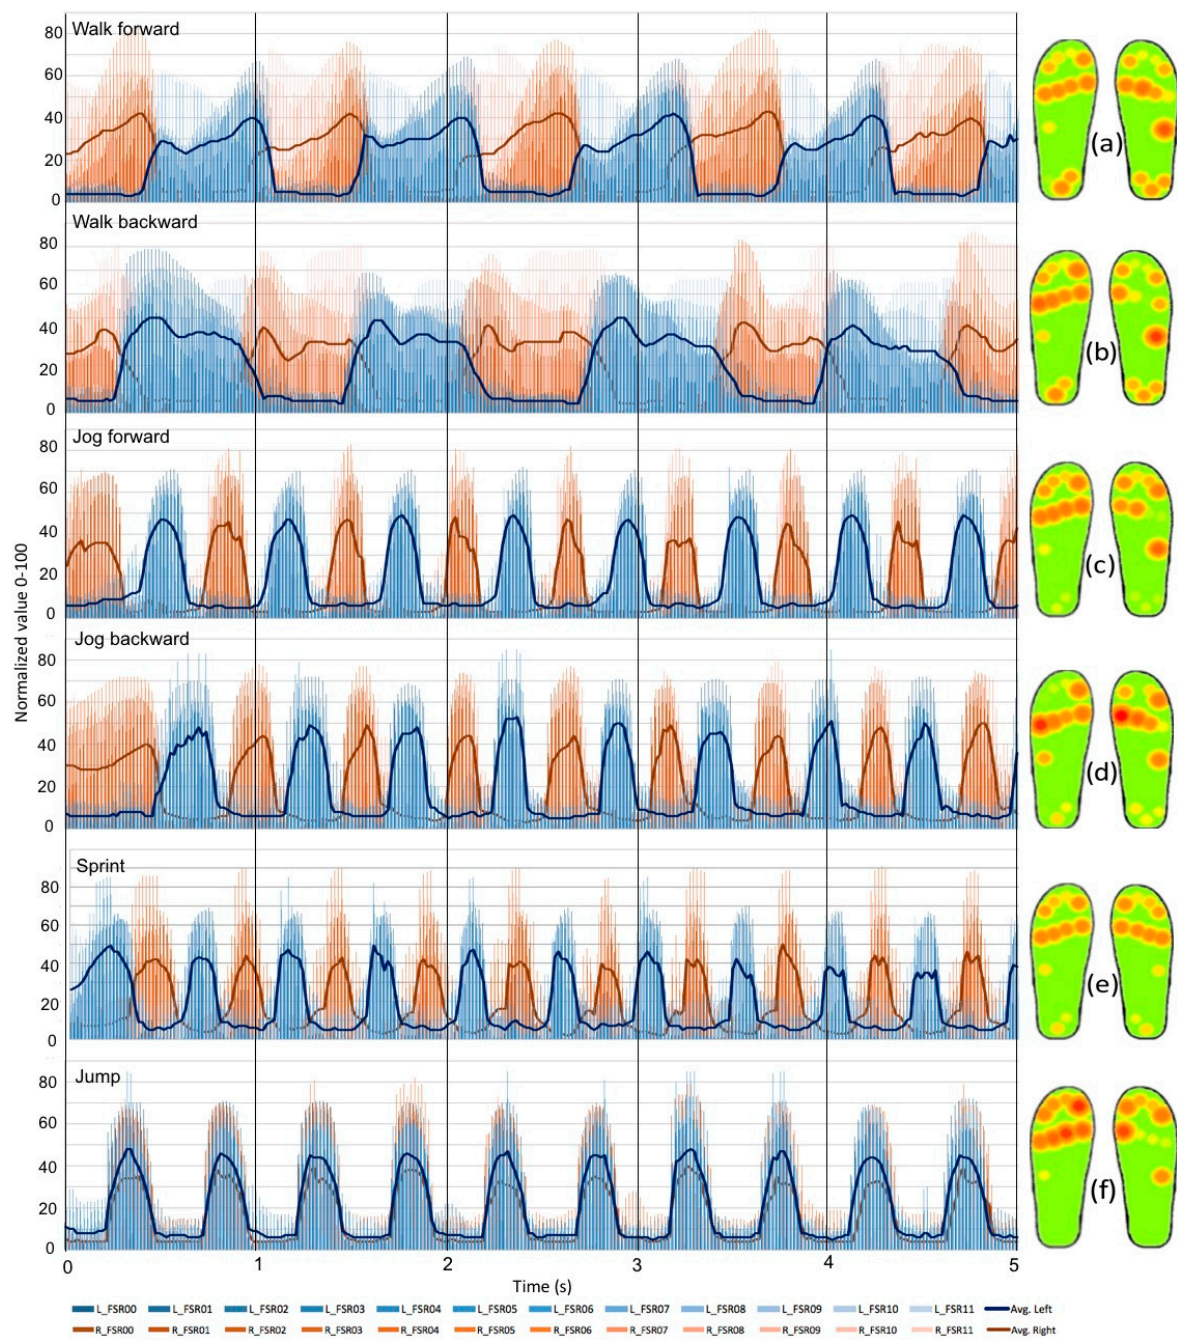 Walk forward
80
60
40
20
0
(a)
Walk backward
80
60
40
20
0
(b)
Jog forward
80
60
40
20
0
(c)
Normalized value 0-100
Jog backward
80
60
40
20
0
(d)
Sprint
80
60
40
20
0
(e)
Jump
80
60
40
20
0
(f)
0 1 2 3 4 5
Time (s)
L_FSR00 L_FSR01 L_FSR02 L_FSR03 L_FSR04 L_FSR05 L_FSR06 L_FSR07 L_FSR08 L_FSR09 L_FSR10 L_FSR11 Avg. Left
R_FSR00 R_FSR01 R_FSR02 R_FSR03 R_FSR04 R_FSR05 R_FSR06 R_FSR07 R_FSR08 R_FSR09 R_FSR10 R_FSR11 Avg. Right